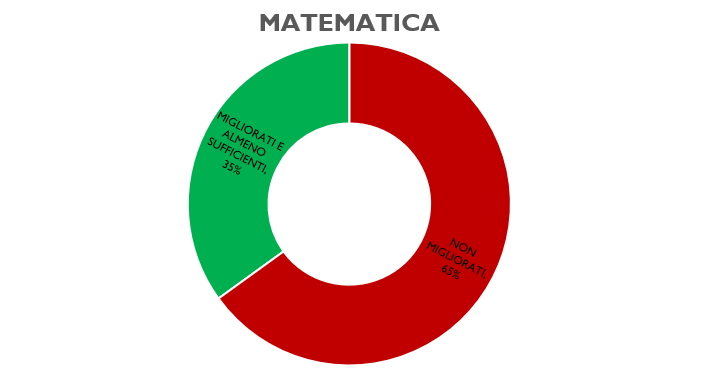 MATEMATICA
MIGLIORATI E
ALMENO
SUFFICIENTI,
35%
NON
MIGLIORATI,
65%